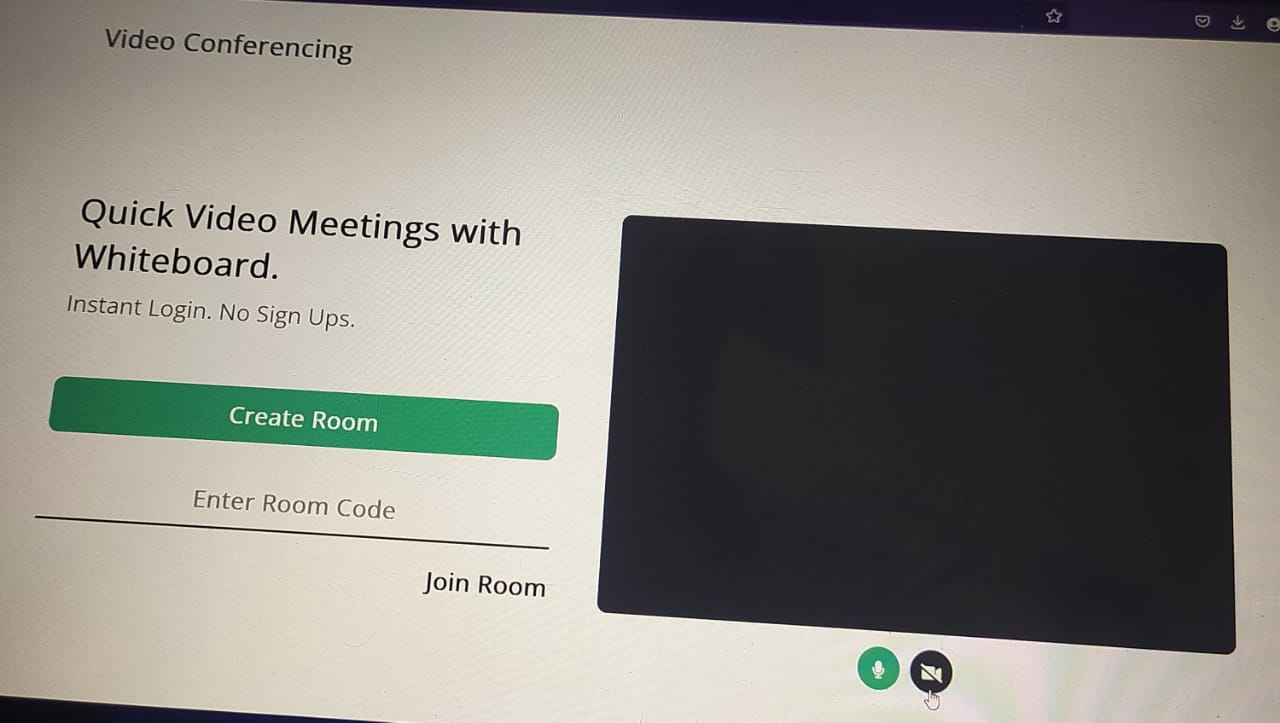 Video Conferencing
Quick Video Meetings with
Whiteboard.
Instant Login. No Sign Ups.
Create Room
Enter Room Code
Join Room